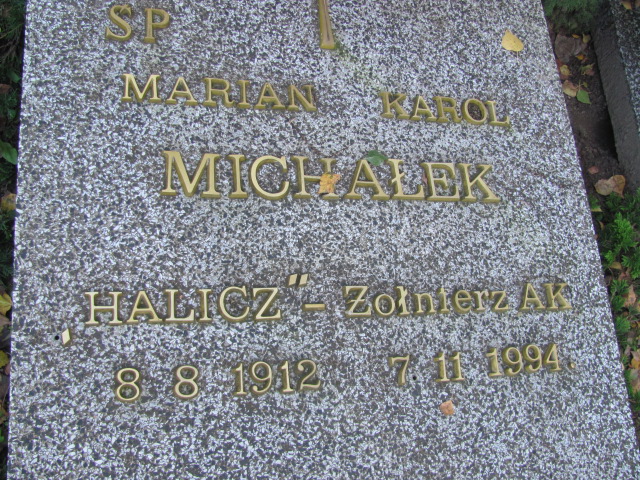 SP
MARIAN KAROL
MICHAŁEK
„HALICZ" – Żołnierz AK
8 8 1912 7 11 1994.